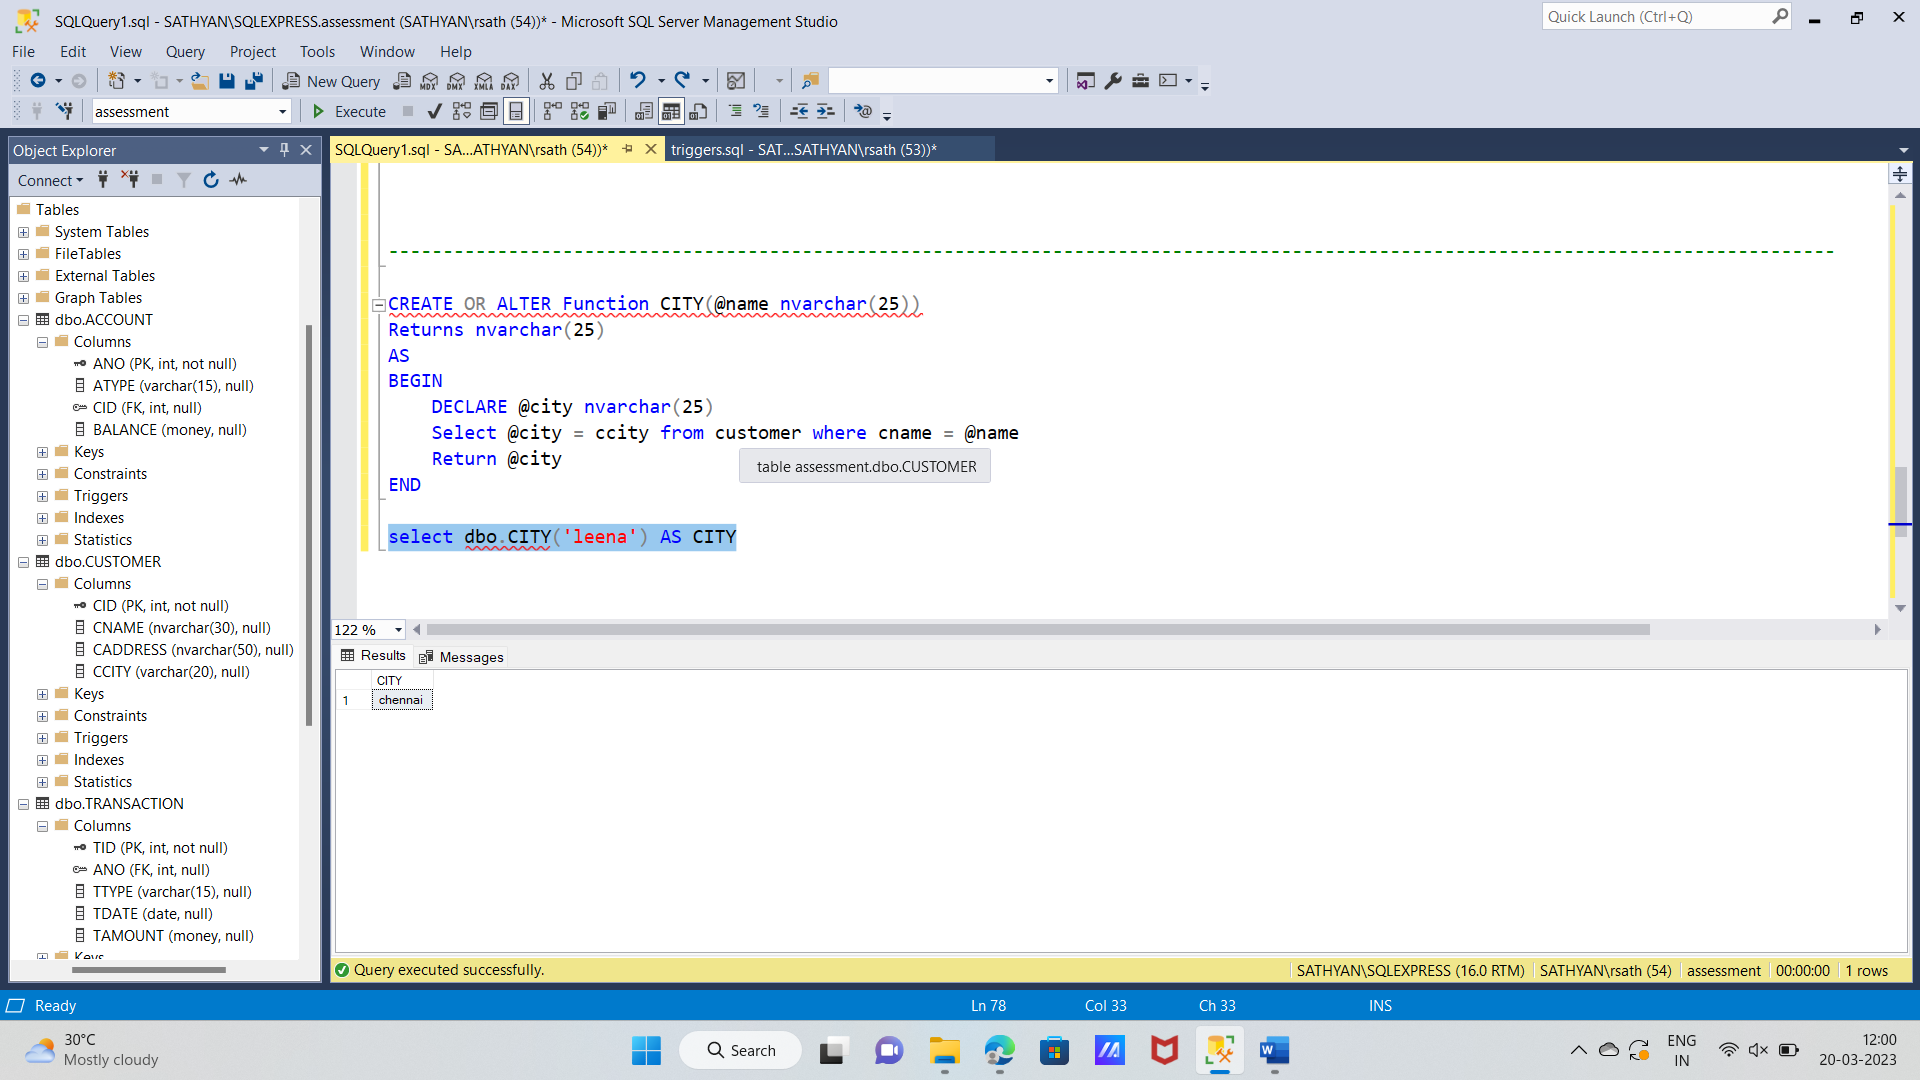 SQLQuery1.sql - SATHYAN\SQLEXPRESS.assessment (SATHYAN\rsath (54))* - Microsoft SQL Server Management Studio
Quick Launch (Ctrl+Q)
File Edit View Query Project Tools Window Help
New Query
MDX DMX XMLA DAX
assessment
Execute
Object Explorer
SQLQuery1.sql - SA...ATHYAN\rsath (54))*
triggers.sql - SAT...SATHYAN\rsath (53))*
Connect
Tables
System Tables
FileTables
External Tables
Graph Tables
dbo.ACCOUNT
Columns
ANO (PK, int, not null)
ATYPE (varchar(15), null)
CID (FK, int, null)
BALANCE (money, null)
Keys
Constraints
Triggers
Indexes
Statistics
dbo.CUSTOMER
Columns
CID (PK, int, not null)
CNAME (nvarchar(30), null)
CADDRESS (nvarchar(50), null)
CCITY (varchar(20), null)
Keys
Constraints
Triggers
Indexes
Statistics
dbo.TRANSACTION
Columns
TID (PK, int, not null)
ANO (FK, int, null)
TTYPE (varchar(15), null)
TDATE (date, null)
TAMOUNT (money, null)
Keys
CREATE OR ALTER Function CITY(@name nvarchar(25))
Returns nvarchar(25)
AS
BEGIN
DECLARE @city nvarchar(25)
Select @city = ccity from customer where cname = @name
Return @city
table assessment.dbo.CUSTOMER
END
select dbo.CITY('leena') AS CITY
122 %
Results Messages
CITY
1 chennai
Query executed successfully.
SATHYAN\SQLEXPRESS (16.0 RTM) SATHYAN\rsath (54) assessment 00:00:00 1 rows
Ready
Ln 78 Col 33 Ch 33 INS
30°C
Mostly cloudy
Search
ENG
IN
12:00
20-03-2023